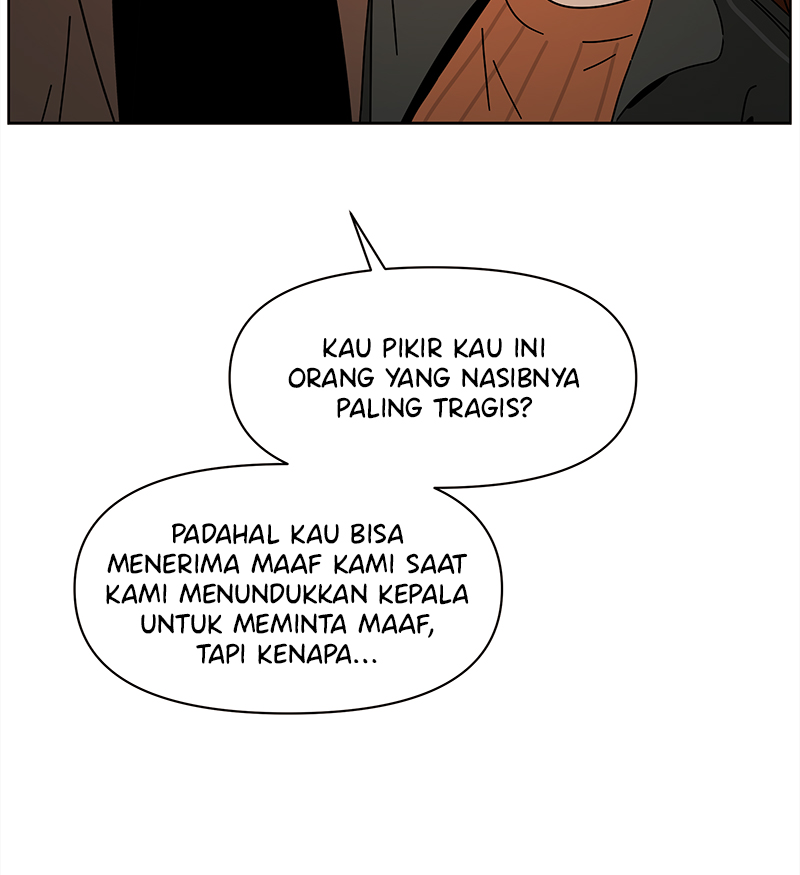 KAU PIKIR KAU INI
ORANG YANG NASIBNYA
PALING TRAGIS?
PADAHAL KAU BISA
MENERIMA MAAF KAMI SAAT
KAMI MENUNDUKKAN KEPALA
UNTUK MEMINTA MAAF,
TAPI KENAPA...